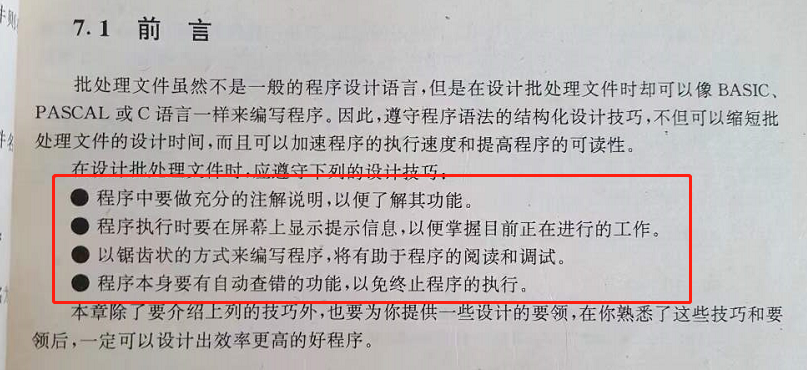 7.1 前 言
批处理文件虽然不是一般的程序设计语言,但是在设计批处理文件时却可以像 BASIC、
PASCAL 或 C 语言一样来编写程序。因此,遵守程序语法的结构化设计技巧,不但可以缩短批
处理文件的设计时间,而且可以加速程序的执行速度和提高程序的可读性。
在设计批处理文件时,应遵守下列的设计技巧:
● 程序中要做充分的注解说明,以便了解其功能。
● 程序执行时要在屏幕上显示提示信息,以便掌握目前正在进行的工作。
● 以锯齿状的方式来编写程序,将有助于程序的阅读和调试。
● 程序本身要有自动查错的功能,以免终止程序的执行。
本章除了要介绍上列的技巧外,也要为你提供一些设计的要领,在你熟悉了这些技巧和要
领后,一定可以设计出效率更高的好程序。